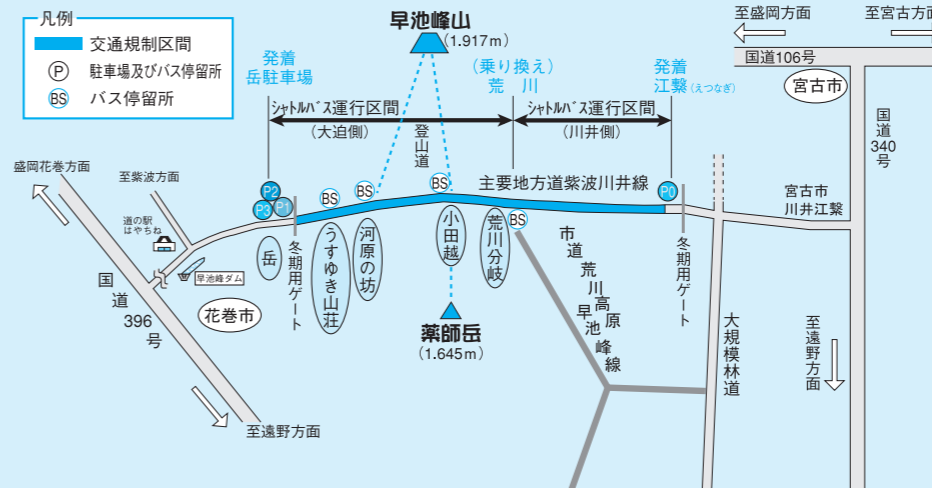 凡例
交通規制区間
P 駐車場及びバス停留所
BS バス停留所
早池峰山
(1.917m)
至盛岡方面
至宮古方面
国道106号
宮古市
国道340号
発着
岳駐車場
(乗り換え)
荒川
発着
江繋(えつなぎ)
シャトルバス運行区間
(大迫側)
シャトルバス運行区間
(川井側)
登山道
盛岡花巻方面
至紫波方面
道の駅
はやちね
早池峰ダム
国道396号
花巻市
至遠野方面
P2
P3
P1
BS
BS
BS
BS
P0
主要地方道紫波川井線
岳
冬期用ゲート
うすゆき山荘
河原の坊
小田越
荒川分岐
薬師岳
(1.645m)
市道荒川高原早池峰線
冬期用ゲート
大規模林道
宮古市
川井江繋
至遠野方面